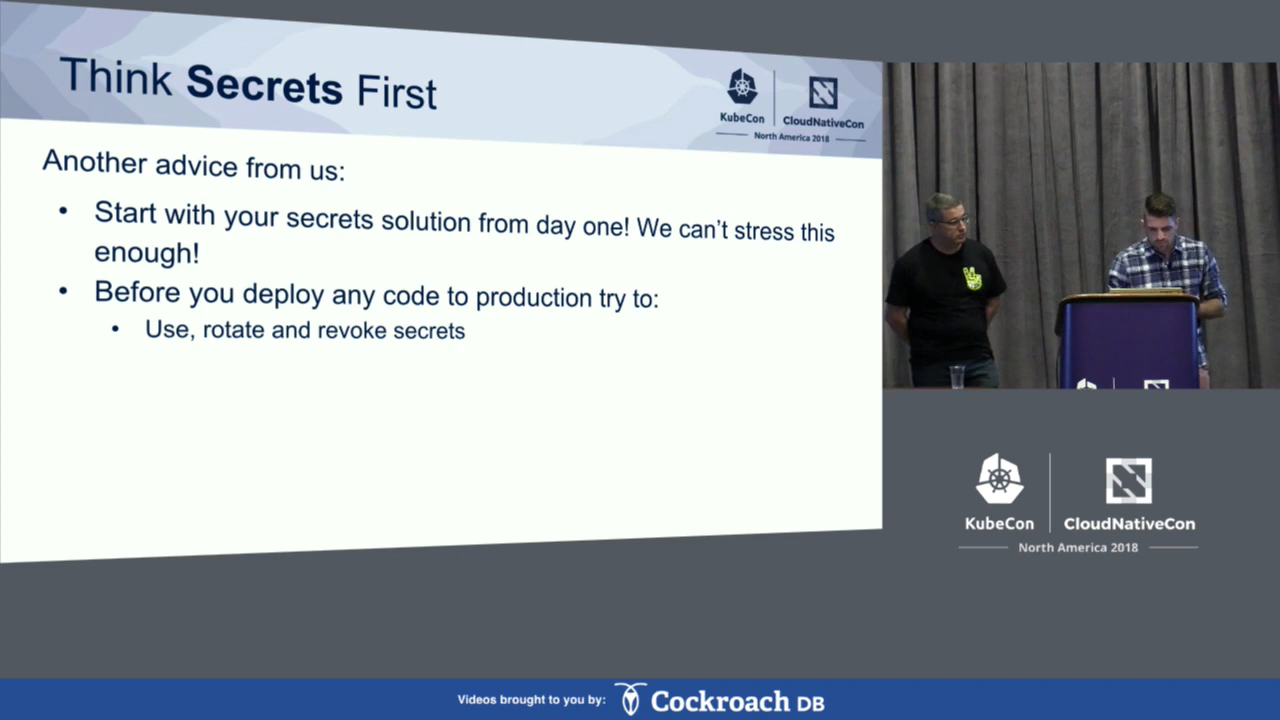 Think Secrets First
KubeCon
CloudNativeCon
North America 2018
Another advice from us:
• Start with your secrets solution from day one! We can't stress this
enough!
• Before you deploy any code to production try to:
• Use, rotate and revoke secrets
KubeCon
CloudNativeCon
North America 2018
Videos brought to you by:
Cockroach DB